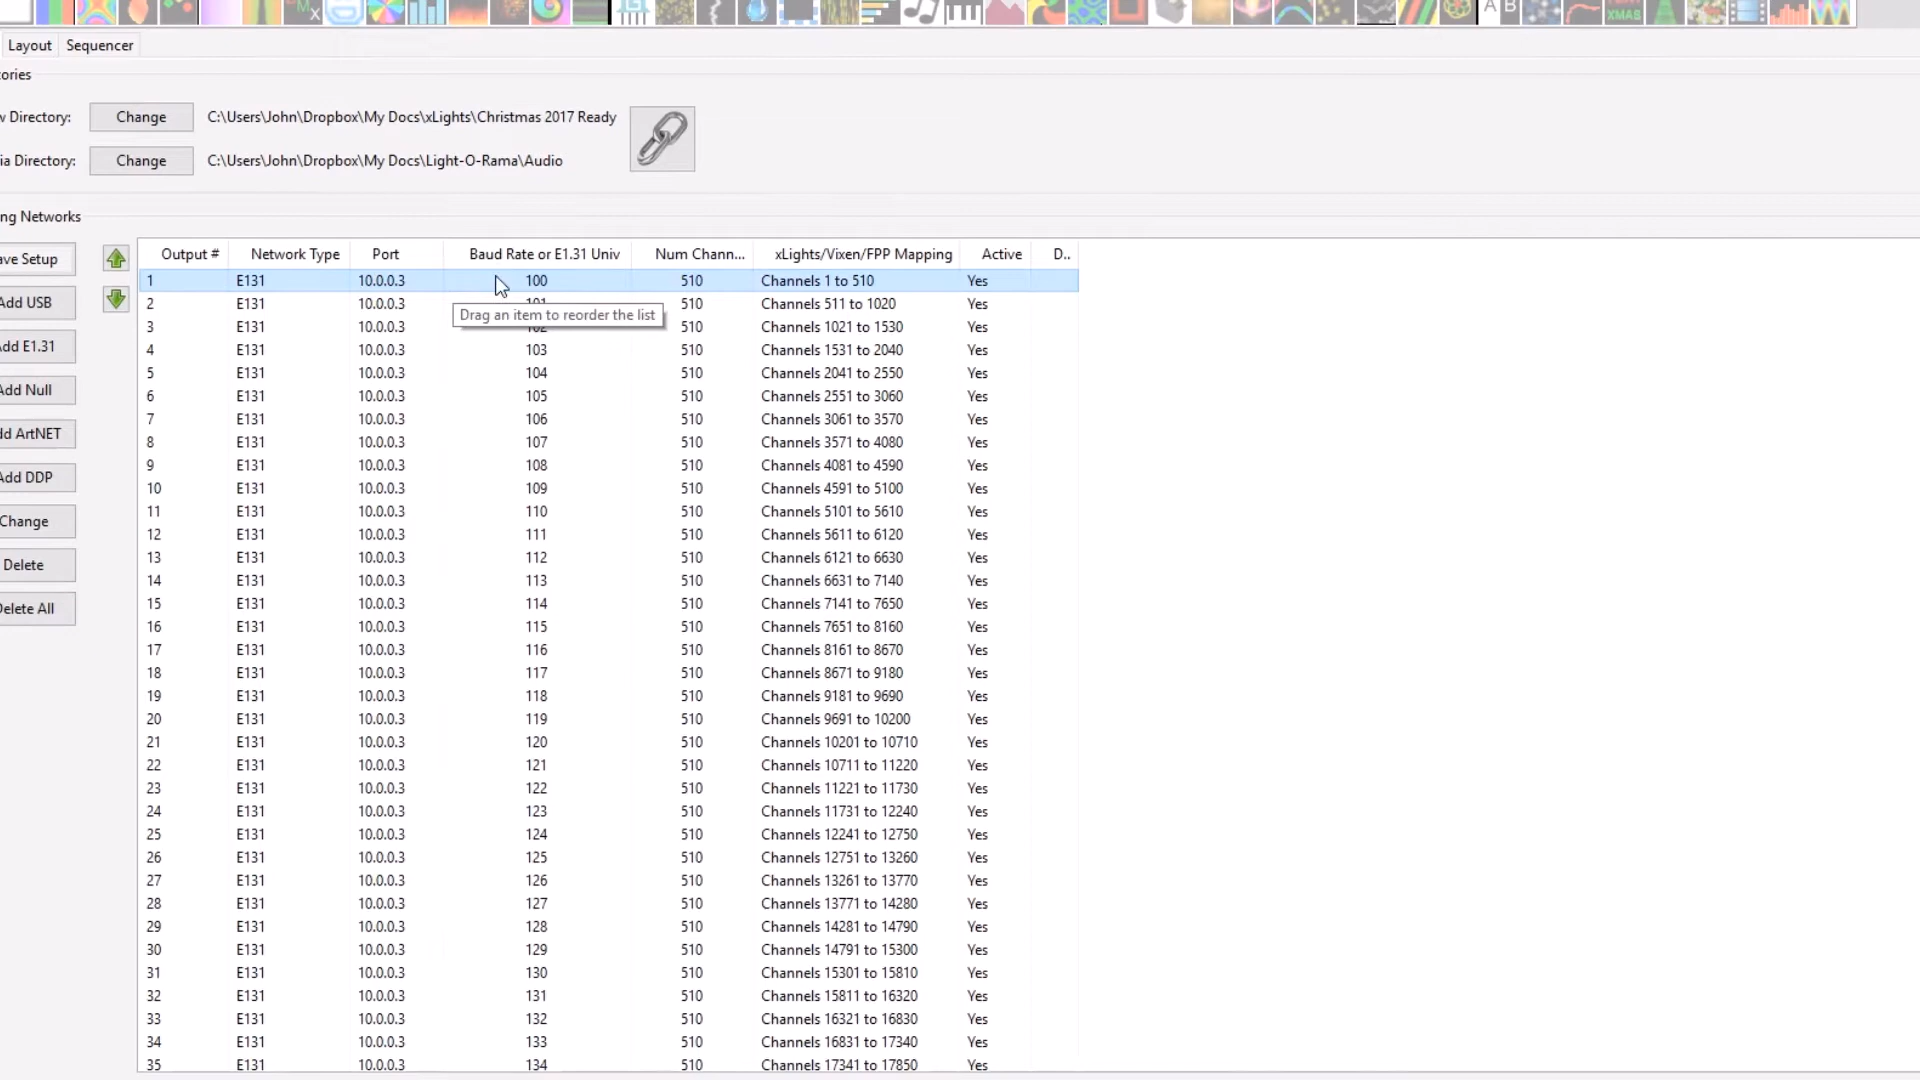 Layout Sequencer
ories
w Directory: Change C:\Users\John\Dropbox\My Docs\xLights\Christmas 2017 Ready
ia Directory: Change C:\Users\John\Dropbox\My Docs\Light-O-Rama\Audio
ng Networks
Output # Network Type Port Baud Rate or E1.31 Univ Num Chann... xLights/Vixen/FPP Mapping Active D..
ave Setup
Add USB
Add E1.31
Add Null
dd ArtNET
Add DDP
Change
Delete
Delete All
1 E131 10.0.0.3 100 510 Channels 1 to 510 Yes
2 E131 10.0.0.3 101 510 Channels 511 to 1020 Yes
Drag an item to reorder the list
3 E131 10.0.0.3 102 510 Channels 1021 to 1530 Yes
4 E131 10.0.0.3 103 510 Channels 1531 to 2040 Yes
5 E131 10.0.0.3 104 510 Channels 2041 to 2550 Yes
6 E131 10.0.0.3 105 510 Channels 2551 to 3060 Yes
7 E131 10.0.0.3 106 510 Channels 3061 to 3570 Yes
8 E131 10.0.0.3 107 510 Channels 3571 to 4080 Yes
9 E131 10.0.0.3 108 510 Channels 4081 to 4590 Yes
10 E131 10.0.0.3 109 510 Channels 4591 to 5100 Yes
11 E131 10.0.0.3 110 510 Channels 5101 to 5610 Yes
12 E131 10.0.0.3 111 510 Channels 5611 to 6120 Yes
13 E131 10.0.0.3 112 510 Channels 6121 to 6630 Yes
14 E131 10.0.0.3 113 510 Channels 6631 to 7140 Yes
15 E131 10.0.0.3 114 510 Channels 7141 to 7650 Yes
16 E131 10.0.0.3 115 510 Channels 7651 to 8160 Yes
17 E131 10.0.0.3 116 510 Channels 8161 to 8670 Yes
18 E131 10.0.0.3 117 510 Channels 8671 to 9180 Yes
19 E131 10.0.0.3 118 510 Channels 9181 to 9690 Yes
20 E131 10.0.0.3 119 510 Channels 9691 to 10200 Yes
21 E131 10.0.0.3 120 510 Channels 10201 to 10710 Yes
22 E131 10.0.0.3 121 510 Channels 10711 to 11220 Yes
23 E131 10.0.0.3 122 510 Channels 11221 to 11730 Yes
24 E131 10.0.0.3 123 510 Channels 11731 to 12240 Yes
25 E131 10.0.0.3 124 510 Channels 12241 to 12750 Yes
26 E131 10.0.0.3 125 510 Channels 12751 to 13260 Yes
27 E131 10.0.0.3 126 510 Channels 13261 to 13770 Yes
28 E131 10.0.0.3 127 510 Channels 13771 to 14280 Yes
29 E131 10.0.0.3 128 510 Channels 14281 to 14790 Yes
30 E131 10.0.0.3 129 510 Channels 14791 to 15300 Yes
31 E131 10.0.0.3 130 510 Channels 15301 to 15810 Yes
32 E131 10.0.0.3 131 510 Channels 15811 to 16320 Yes
33 E131 10.0.0.3 132 510 Channels 16321 to 16830 Yes
34 E131 10.0.0.3 133 510 Channels 16831 to 17340 Yes
35 E131 10.0.0.3 134 510 Channels 17341 to 17850 Yes